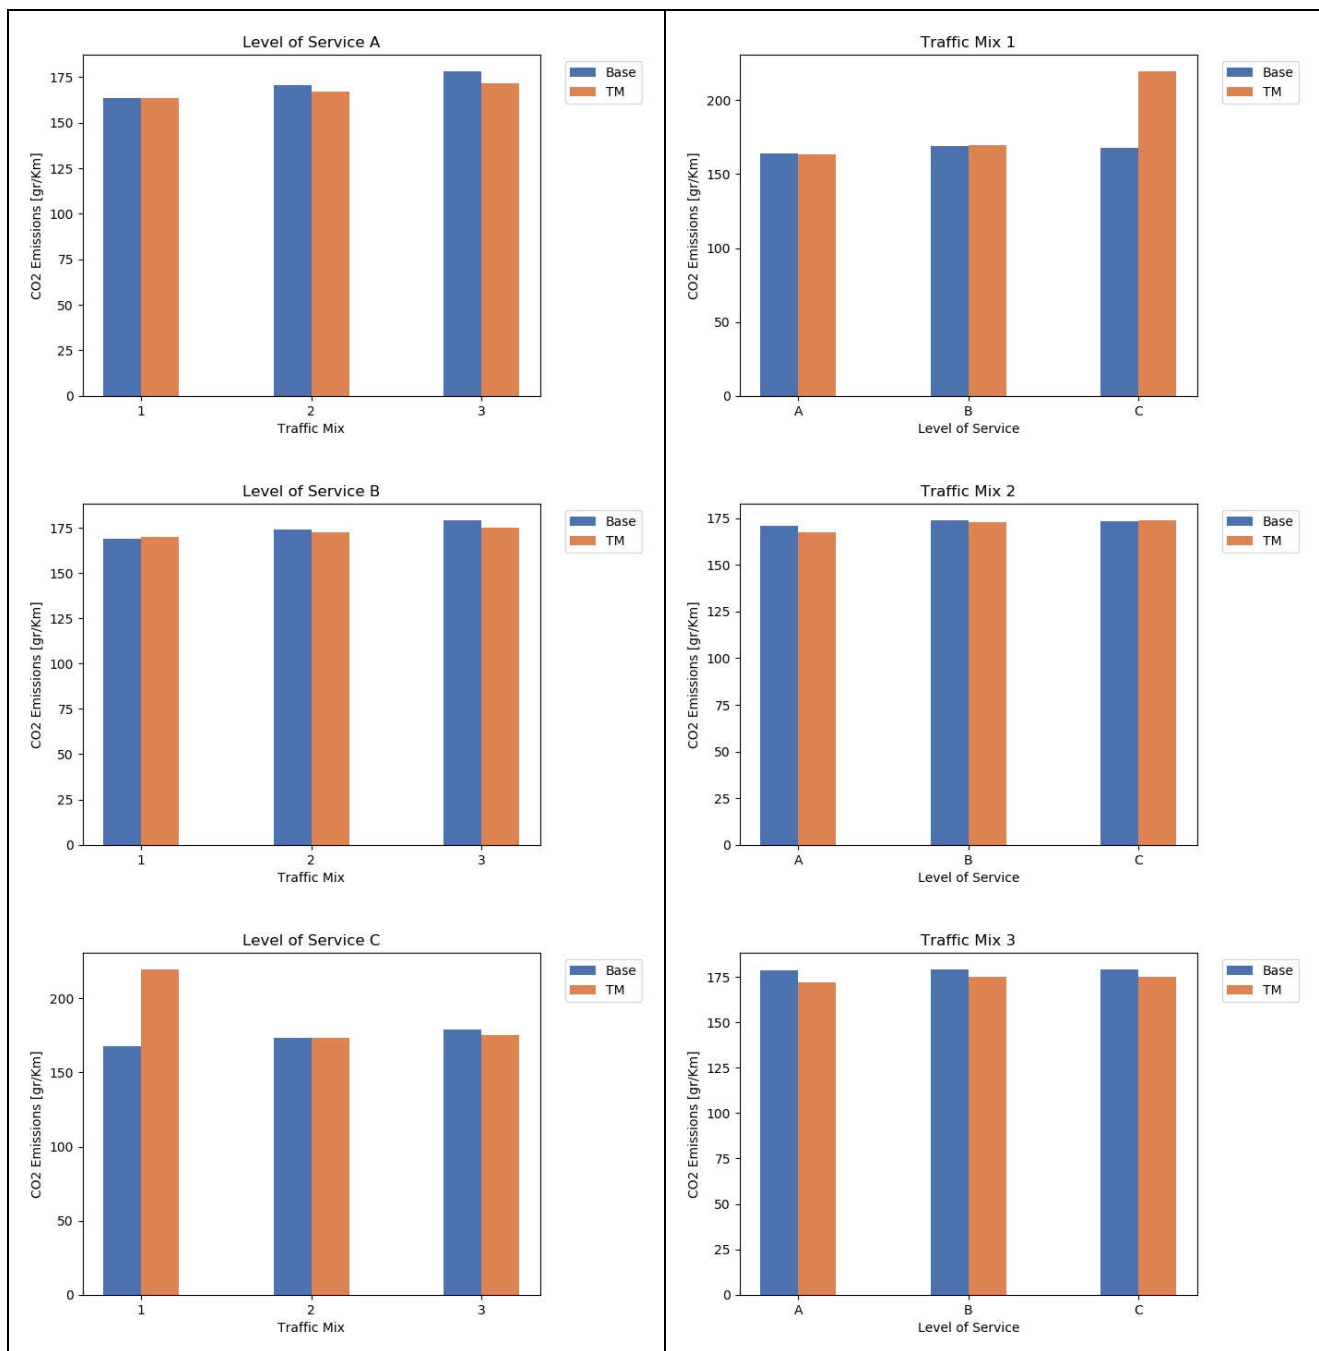 Level of Service A
CO2 Emissions [gr/Km]
175
150
125
100
75
50
25
0
1 2 3
Traffic Mix
Base
TM
Traffic Mix 1
CO2 Emissions [gr/Km]
200
150
100
50
0
A B C
Level of Service
Base
TM
Level of Service B
CO2 Emissions [gr/Km]
175
150
125
100
75
50
25
0
1 2 3
Traffic Mix
Base
TM
Traffic Mix 2
CO2 Emissions [gr/Km]
175
150
125
100
75
50
25
0
A B C
Level of Service
Base
TM
Level of Service C
CO2 Emissions [gr/Km]
200
150
100
50
0
1 2 3
Traffic Mix
Base
TM
Traffic Mix 3
CO2 Emissions [gr/Km]
175
150
125
100
75
50
25
0
A B C
Level of Service
Base
TM